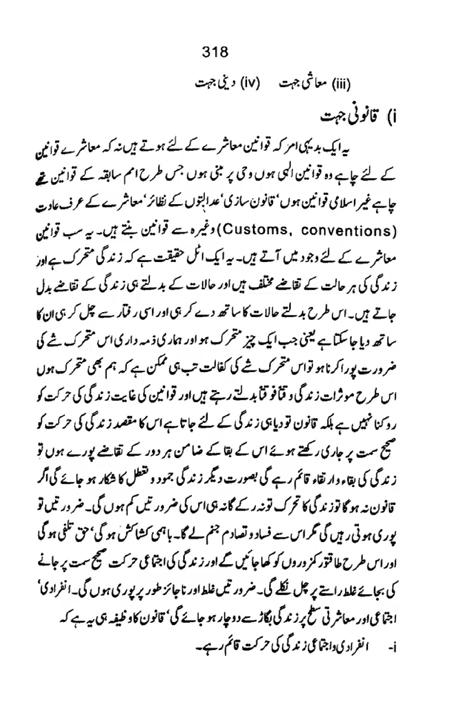 318
(iii) معاشی جہت (iv) دینی جہت
i) قانونی جہت
یہ ایک بدیہی امر کہ قوانین معاشرے کے لئے ہوتے ہیں نہ کہ معاشرے قوانین
کے لئے چاہے وہ قوانین الٰہی ہوں وحی پر مبنی ہوں جس طرح امم سابقہ کے قوانین تھے
چاہے غیر اسلامی قوانین ہوں، قانون سازی، عدالتوں کے نظائر، معاشرے کے عرف عادت
(Customs, conventions) وغیرہ سے قوانین بنتے ہیں۔ یہ سب قوانین
معاشرے کے لئے وجود میں آتے ہیں۔ یہ ایک اٹل حقیقت ہے کہ زندگی متحرک ہے اور
زندگی کی ہر حالت کے تقاضے مختلف ہیں اور حالات کے بدلتے ہی زندگی کے تقاضے بدل
جاتے ہیں۔ اس طرح بدلتے حالات کا ساتھ دے کر ہی اور اسی رفتار سے چل کر ہی ان کا
ساتھ دیا جاسکتا ہے یعنی جب ایک چیز متحرک ہو اور ہماری ذمہ داری اس متحرک شے کی
ضرورت پورا کرنا ہو تو اس متحرک شے کی کفالت تب ہی ممکن ہے کہ ہم بھی متحرک ہوں
اس طرح موثرات زندگی وقتاً فوقتاً بدلتے رہتے ہیں اور قوانین کی غایت زندگی کی حرکت کو
روکنا نہیں ہے بلکہ قانون تو دیا ہی زندگی کے لئے جاتا ہے اس کا مقصد زندگی کی حرکت کو
صحیح سمت پر جاری رکھتے ہوئے اس کے بقا کے ضامن ہر دور کے تقاضے پورے ہوں تو
زندگی کی بقاء و ارتقاء قائم رہے گی بصورت دیگر زندگی جمود و تعطل کا شکار ہو جائے گی اگر
قانون نہ ہوگا تو زندگی کا تحرک تو نہ رکے گا نہ ہی اس کی ضرورتیں کم ہوں گی۔ ضرورتیں تو
پوری ہوتی رہیں گی مگر اس سے فساد و تصادم جنم لے گا۔ باہمی کشاکش ہوگی، حق تلفی ہوگی
اور اس طرح طاقتور کمزوروں کو کھا جائیں گے اور زندگی کی اجتماعی حرکت صحیح سمت پر جانے
کی بجائے غلط راستے پر چل نکلے گی۔ ضرورتیں غلط اور ناجائز طور پر پوری ہوں گی۔ انفرادی،
اجتماعی اور معاشرتی سطح پر زندگی بگاڑ سے دوچار ہو جائے گی، قانون کا وظیفہ ہی یہ ہے کہ
i- انفرادی و اجتماعی زندگی کی حرکت قائم رہے۔